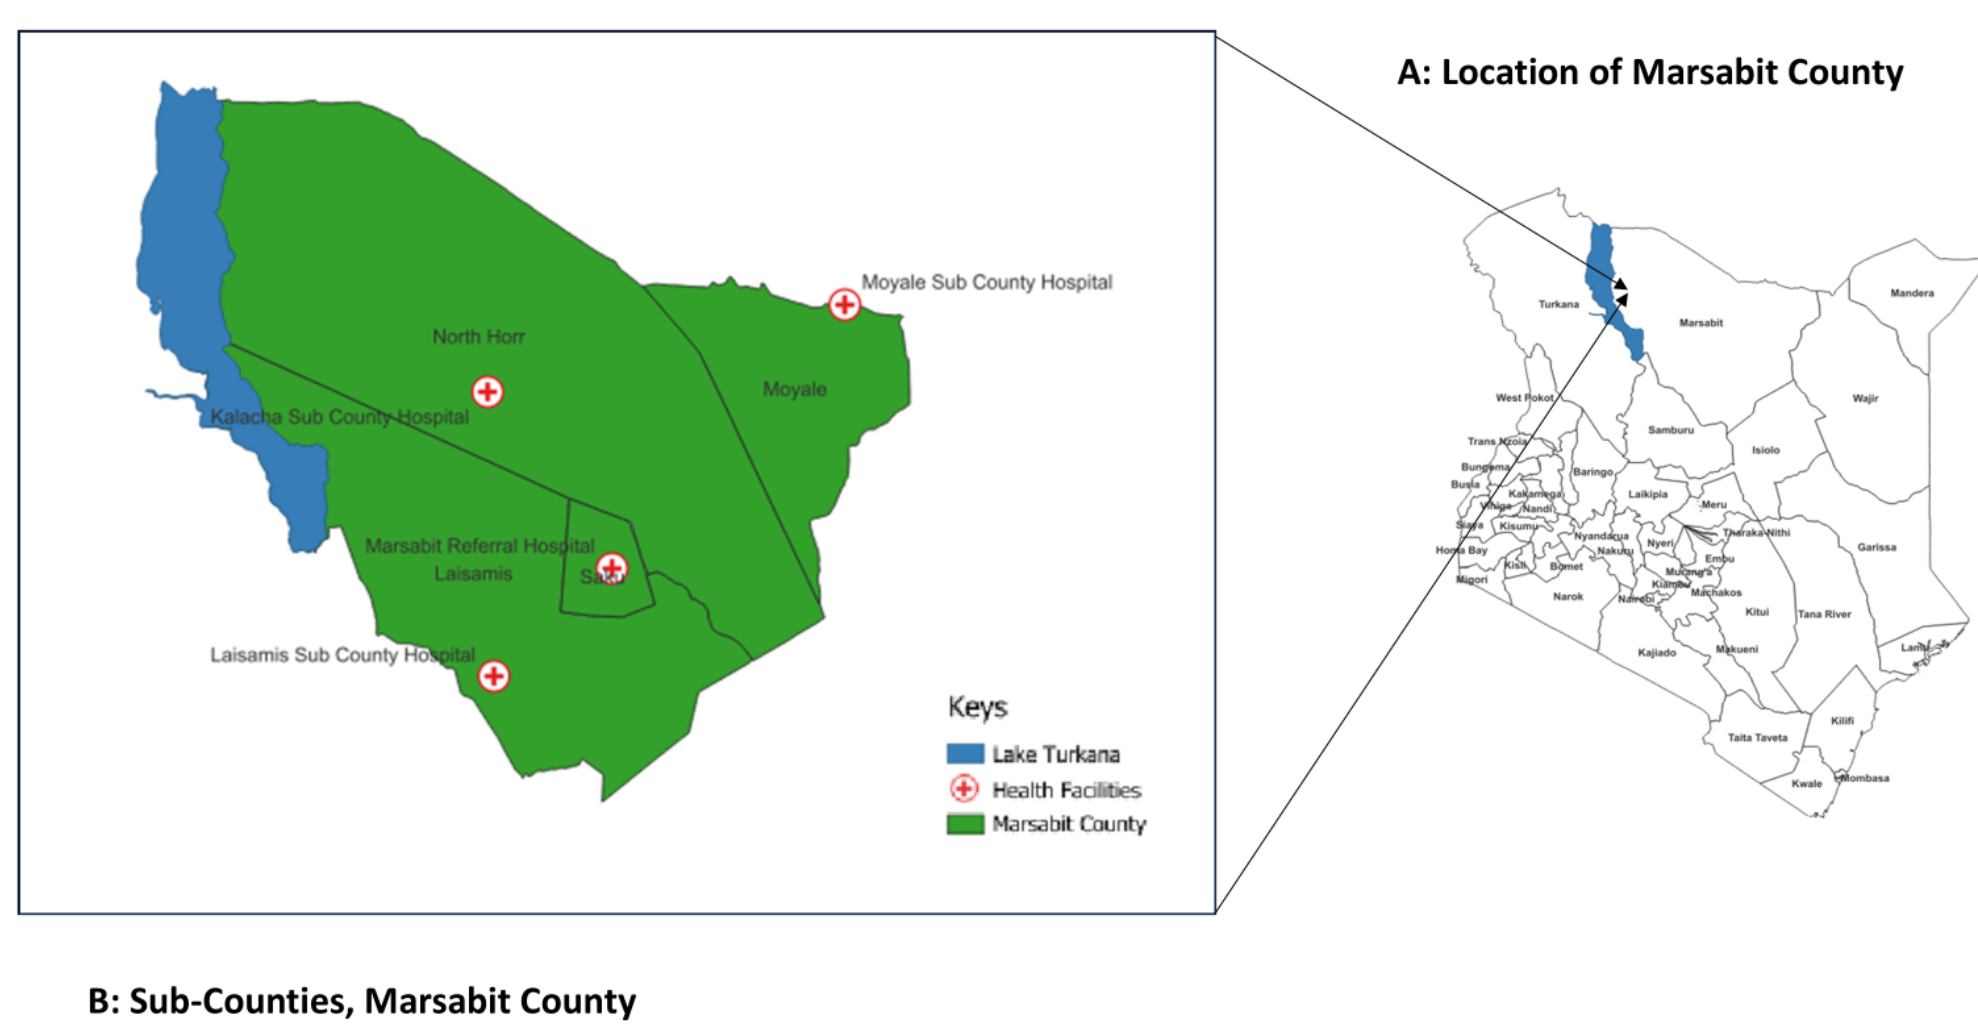 A: Location of Marsabit County
Moyale Sub County Hospital
North Horr
Moyale
Kalacha Sub County Hospital
Marsabit Referral Hospital
Laisamis
Saku
Laisamis Sub County Hospital
Keys
Lake Turkana
Health Facilities
Marsabit County
Mandera
Turkana
Marsabit
West Pokot
Wajir
Samburu
Trans Nzoia
Isiolo
Bungoma
Baringo
Busia
Kakamega
Laikipia
Vihiga
Nandi
Meru
Siaya
Kisumu
Tharaka-Nithi
Nyandarua
Nyeri
Homa Bay
Nakuru
Garissa
Embu
Kisii
Bomet
Muranga'a
Migori
Kiambu
Machakos
Narok
Nairobi
Kitui
Tana River
Kajiado
Makueni
Lamu
Kilifi
Taita Taveta
Kwale
Mombasa
B: Sub-Counties, Marsabit County